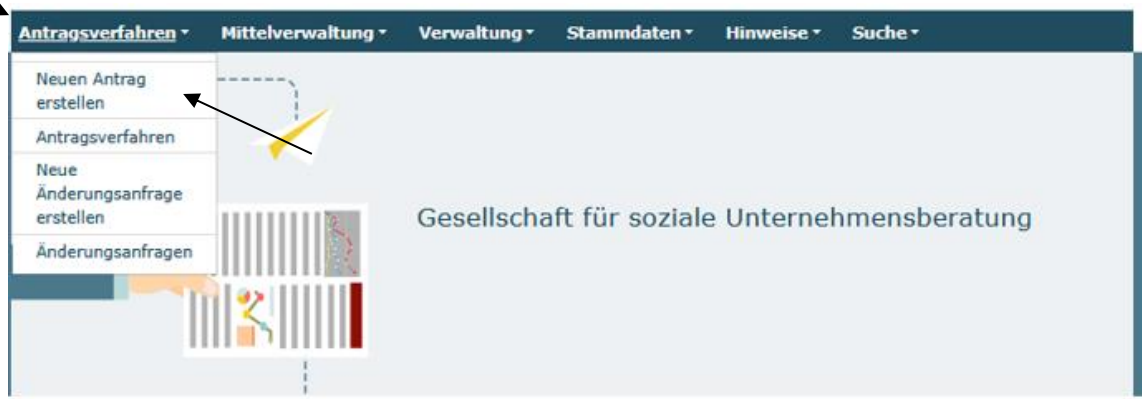 Antragsverfahren Mittelverwaltung Verwaltung Stammdaten Hinweise Suche
Neuen Antrag
erstellen
Antragsverfahren
Neue
Änderungsanfrage
erstellen
Änderungsanfragen
Gesellschaft für soziale Unternehmensberatung